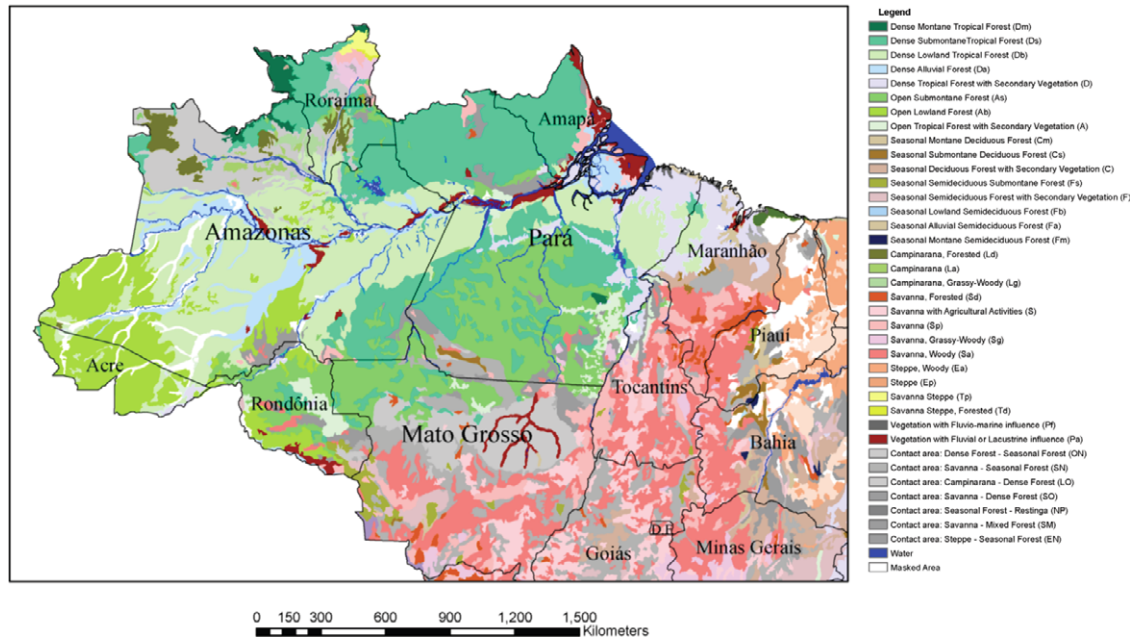 Roraima
Amapá
Amazonas
Pará
Maranhão
Piauí
Acre
Rondônia
Tocantins
Mato Grosso
Bahia
D F
Goiás
Minas Gerais
Legend
Dense Montane Tropical Forest (Dm)
Dense SubmontaneTropical Forest (Ds)
Dense Lowland Tropical Forest (Db)
Dense Alluvial Forest (Da)
Dense Tropical Forest with Secondary Vegetation (D)
Open Submontane Forest (As)
Open Lowland Forest (Ab)
Open Tropical Forest with Secondary Vegetation (A)
Seasonal Montane Deciduous Forest (Cm)
Seasonal Submontane Deciduous Forest (Cs)
Seasonal Deciduous Forest with Secondary Vegetation (C)
Seasonal Semideciduous Submontane Forest (Fs)
Seasonal Semideciduous Forest with Secondary Vegetation (F)
Seasonal Lowland Semideciduous Forest (Fb)
Seasonal Alluvial Semideciduous Forest (Fa)
Seasonal Montane Semideciduous Forest (Fm)
Campinarana, Forested (Ld)
Campinarana (La)
Campinarana, Grassy-Woody (Lg)
Savanna, Forested (Sd)
Savanna with Agricultural Activities (S)
Savanna (Sp)
Savanna, Grassy-Woody (Sg)
Savanna, Woody (Sa)
Steppe, Woody (Ea)
Steppe (Ep)
Savanna Steppe (Tp)
Savanna Steppe, Forested (Td)
Vegetation with Fluvio-marine influence (Pf)
Vegetation with Fluvial or Lacustrine influence (Pa)
Contact area: Dense Forest - Seasonal Forest (ON)
Contact area: Savanna - Seasonal Forest (SN)
Contact area: Campinarana - Dense Forest (LO)
Contact area: Savanna - Dense Forest (SO)
Contact area: Seasonal Forest - Restinga (NP)
Contact area: Savanna - Mixed Forest (SM)
Contact area: Steppe - Seasonal Forest (EN)
Water
Masked Area
0 150 300 600 900 1,200 1,500
Kilometers